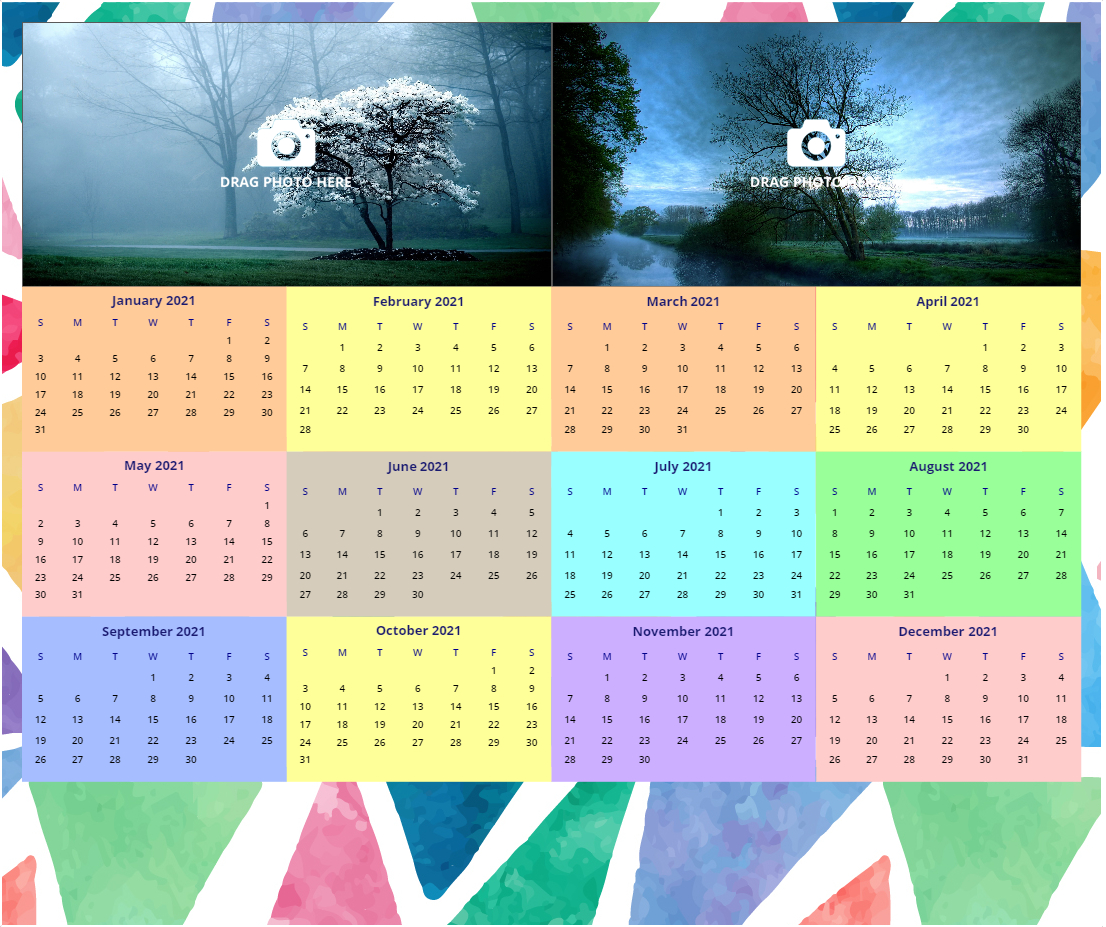 DRAG PHOTO HERE
DRAG PHOTO HERE
January 2021
S M T W T F S
1 2
3 4 5 6 7 8 9
10 11 12 13 14 15 16
17 18 19 20 21 22 23
24 25 26 27 28 29 30
31
February 2021
S M T W T F S
1 2 3 4 5 6
7 8 9 10 11 12 13
14 15 16 17 18 19 20
21 22 23 24 25 26 27
28
March 2021
S M T W T F S
1 2 3 4 5 6
7 8 9 10 11 12 13
14 15 16 17 18 19 20
21 22 23 24 25 26 27
28 29 30 31
April 2021
S M T W T F S
1 2 3
4 5 6 7 8 9 10
11 12 13 14 15 16 17
18 19 20 21 22 23 24
25 26 27 28 29 30
May 2021
S M T W T F S
1
2 3 4 5 6 7 8
9 10 11 12 13 14 15
16 17 18 19 20 21 22
23 24 25 26 27 28 29
30 31
June 2021
S M T W T F S
1 2 3 4 5
6 7 8 9 10 11 12
13 14 15 16 17 18 19
20 21 22 23 24 25 26
27 28 29 30
July 2021
S M T W T F S
1 2 3
4 5 6 7 8 9 10
11 12 13 14 15 16 17
18 19 20 21 22 23 24
25 26 27 28 29 30 31
August 2021
S M T W T F S
1 2 3 4 5 6 7
8 9 10 11 12 13 14
15 16 17 18 19 20 21
22 23 24 25 26 27 28
29 30 31
September 2021
S M T W T F S
1 2 3 4
5 6 7 8 9 10 11
12 13 14 15 16 17 18
19 20 21 22 23 24 25
26 27 28 29 30
October 2021
S M T W T F S
1 2
3 4 5 6 7 8 9
10 11 12 13 14 15 16
17 18 19 20 21 22 23
24 25 26 27 28 29 30
31
November 2021
S M T W T F S
1 2 3 4 5 6
7 8 9 10 11 12 13
14 15 16 17 18 19 20
21 22 23 24 25 26 27
28 29 30
December 2021
S M T W T F S
1 2 3 4
5 6 7 8 9 10 11
12 13 14 15 16 17 18
19 20 21 22 23 24 25
26 27 28 29 30 31